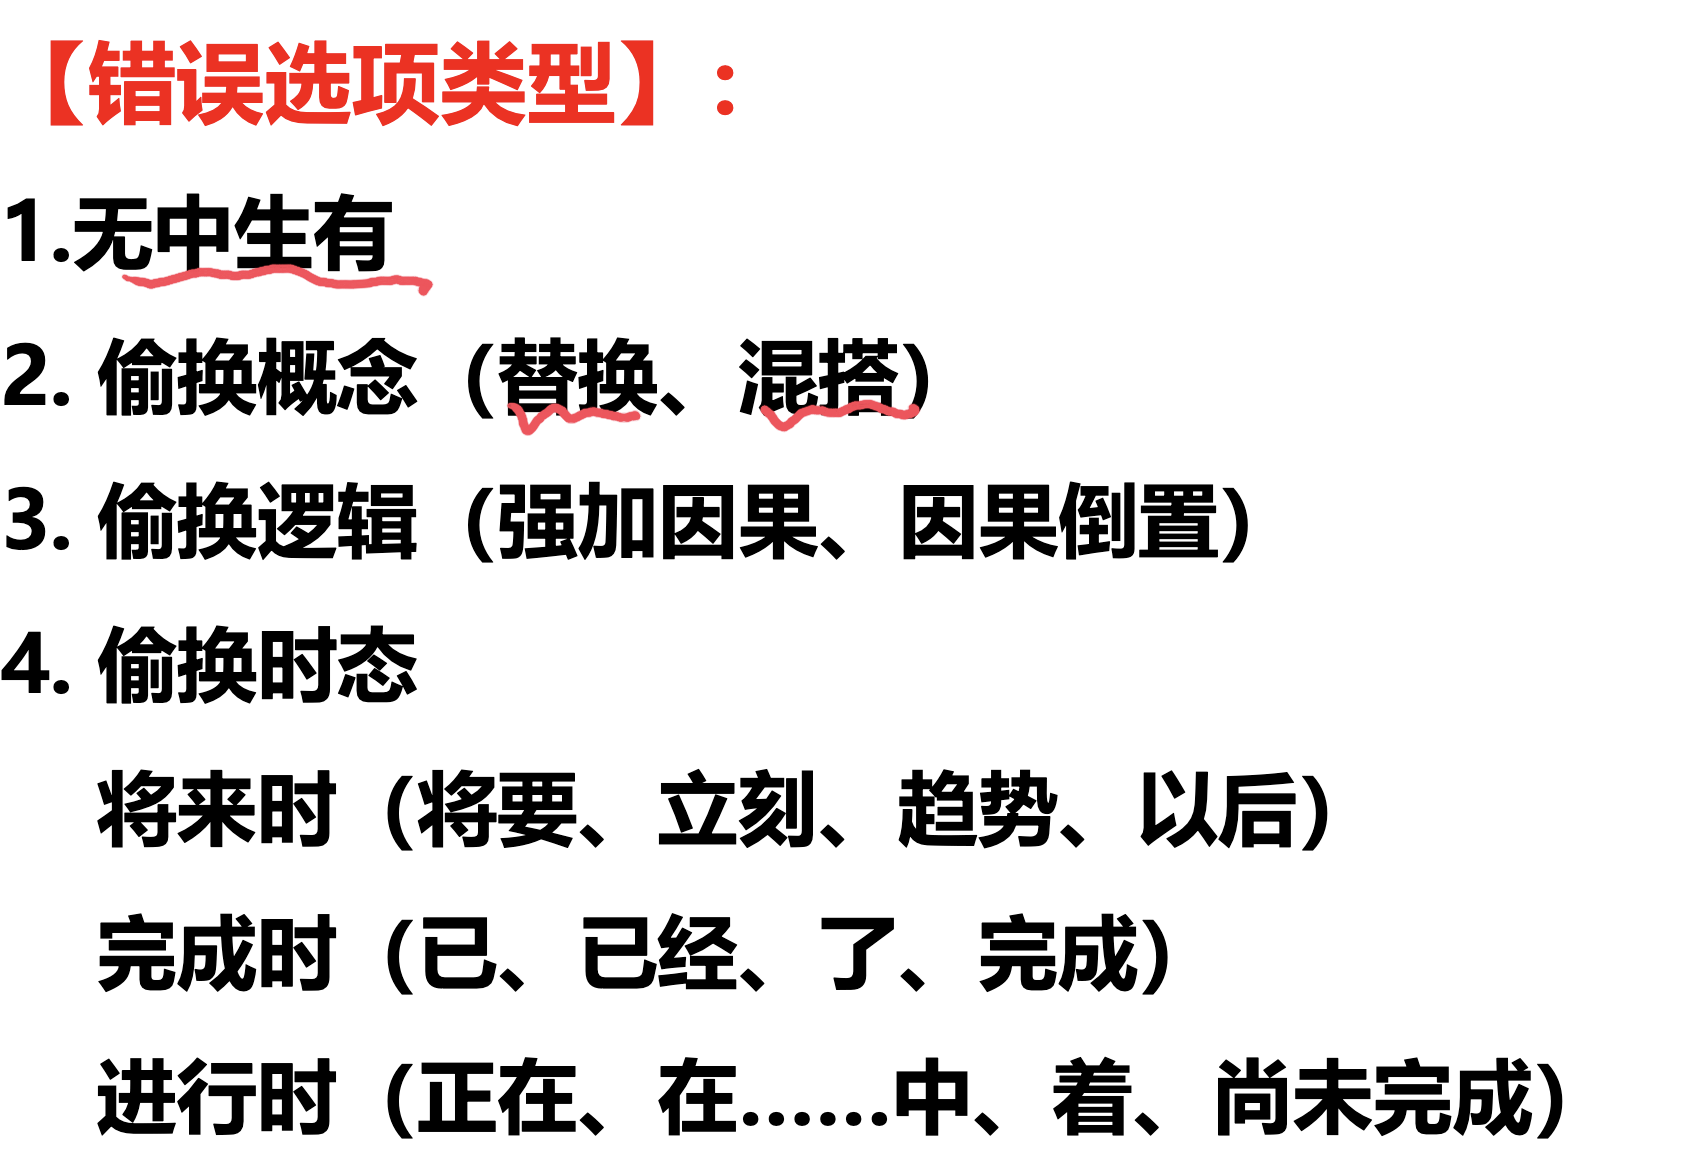 【错误选项类型】：
1.无中生有
2. 偷换概念（替换、混搭）
3. 偷换逻辑（强加因果、因果倒置）
4. 偷换时态
将来时（将要、立刻、趋势、以后）
完成时（已、已经、了、完成）
进行时（正在、在……中、着、尚未完成）